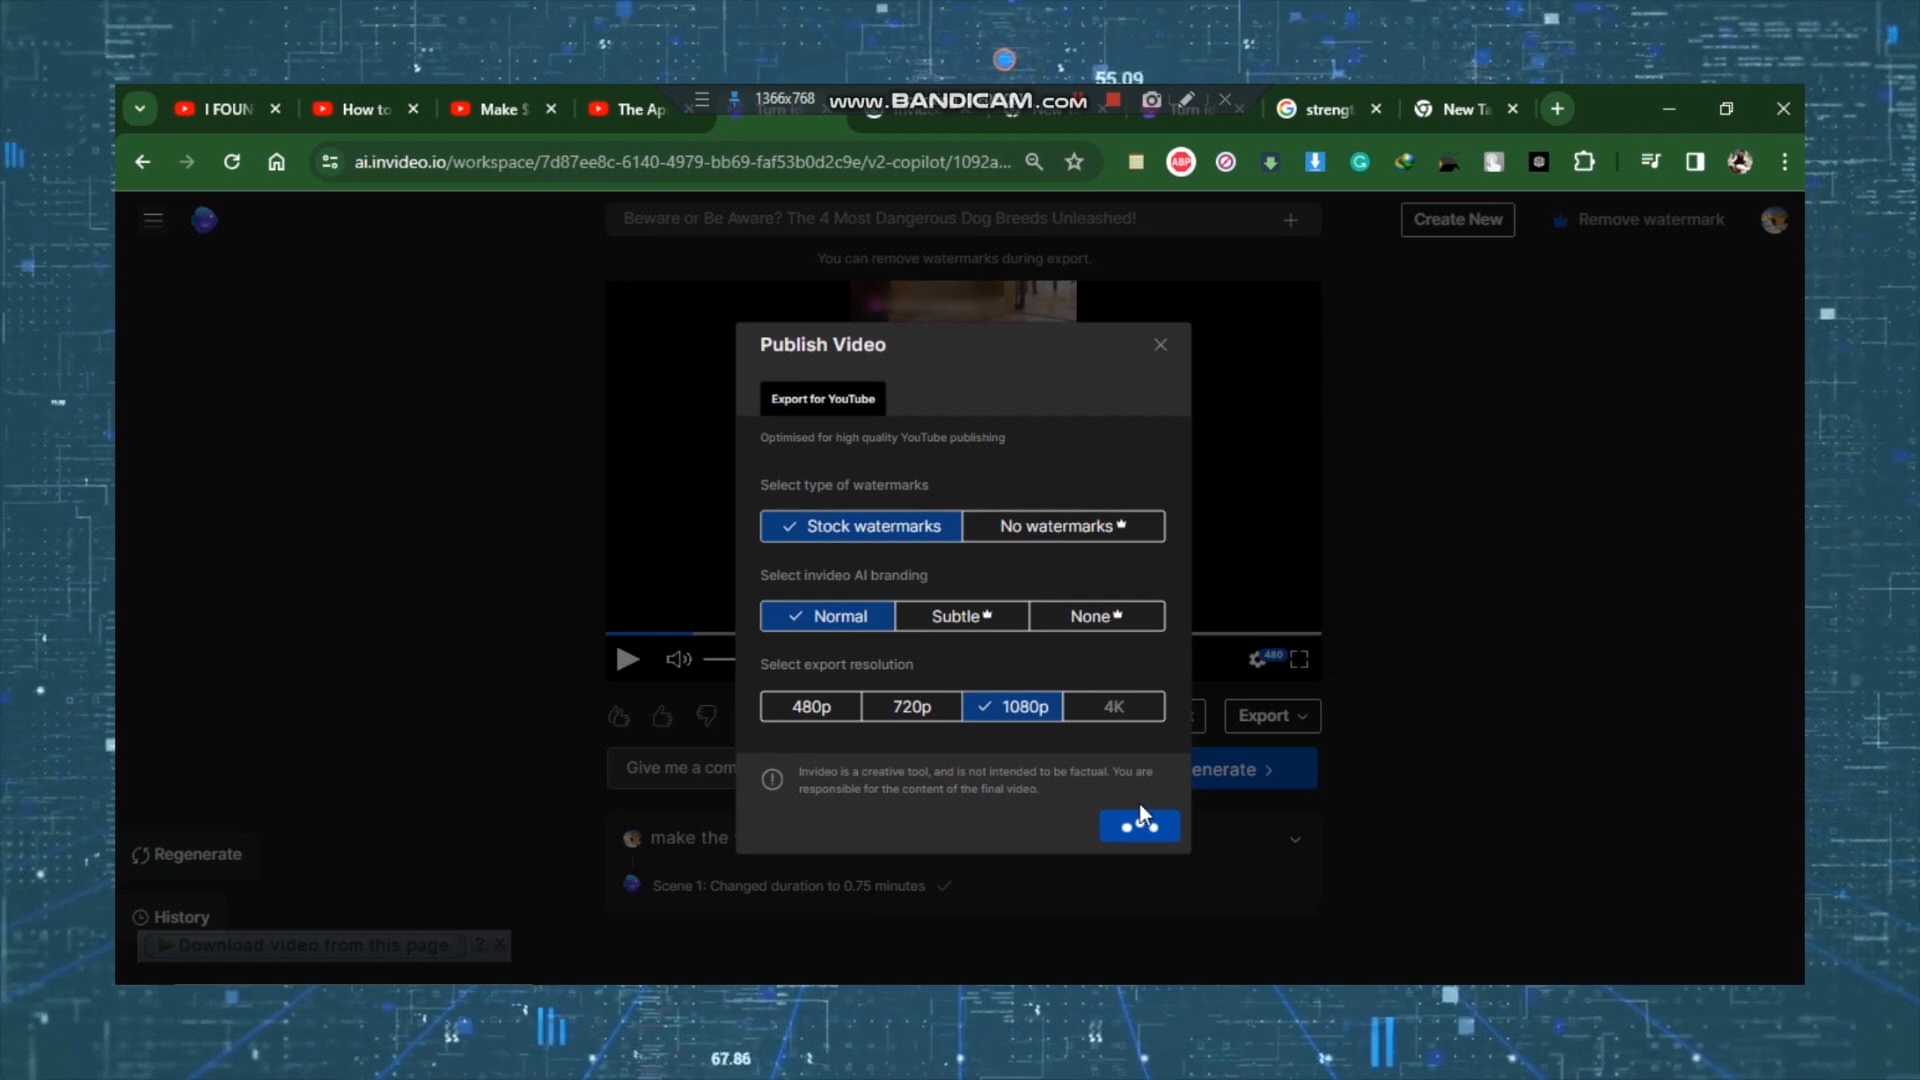 55.09
I FOUN
How to
Make $
The Ap
1366x768
www.BANDICAM.com
strengt
New Ta
ai.invideo.io/workspace/7d87ee8c-6140-4979-bb69-faf53b0d2c9e/v2-copilot/1092a...
ABP
Beware or Be Aware? The 4 Most Dangerous Dog Breeds Unleashed!
Create New
Remove watermark
You can remove watermarks during export.
Publish Video
Export for YouTube
Optimised for high quality YouTube publishing
Select type of watermarks
Stock watermarks
No watermarks
Select invideo AI branding
Normal
Subtle
None
Select export resolution
480
480p
720p
1080p
4K
Export
Give me a com
enerate
Invideo is a creative tool, and is not intended to be factual. You are
responsible for the content of the final video.
make the
Regenerate
Scene 1: Changed duration to 0.75 minutes
History
Download video from this page
? X
67.86